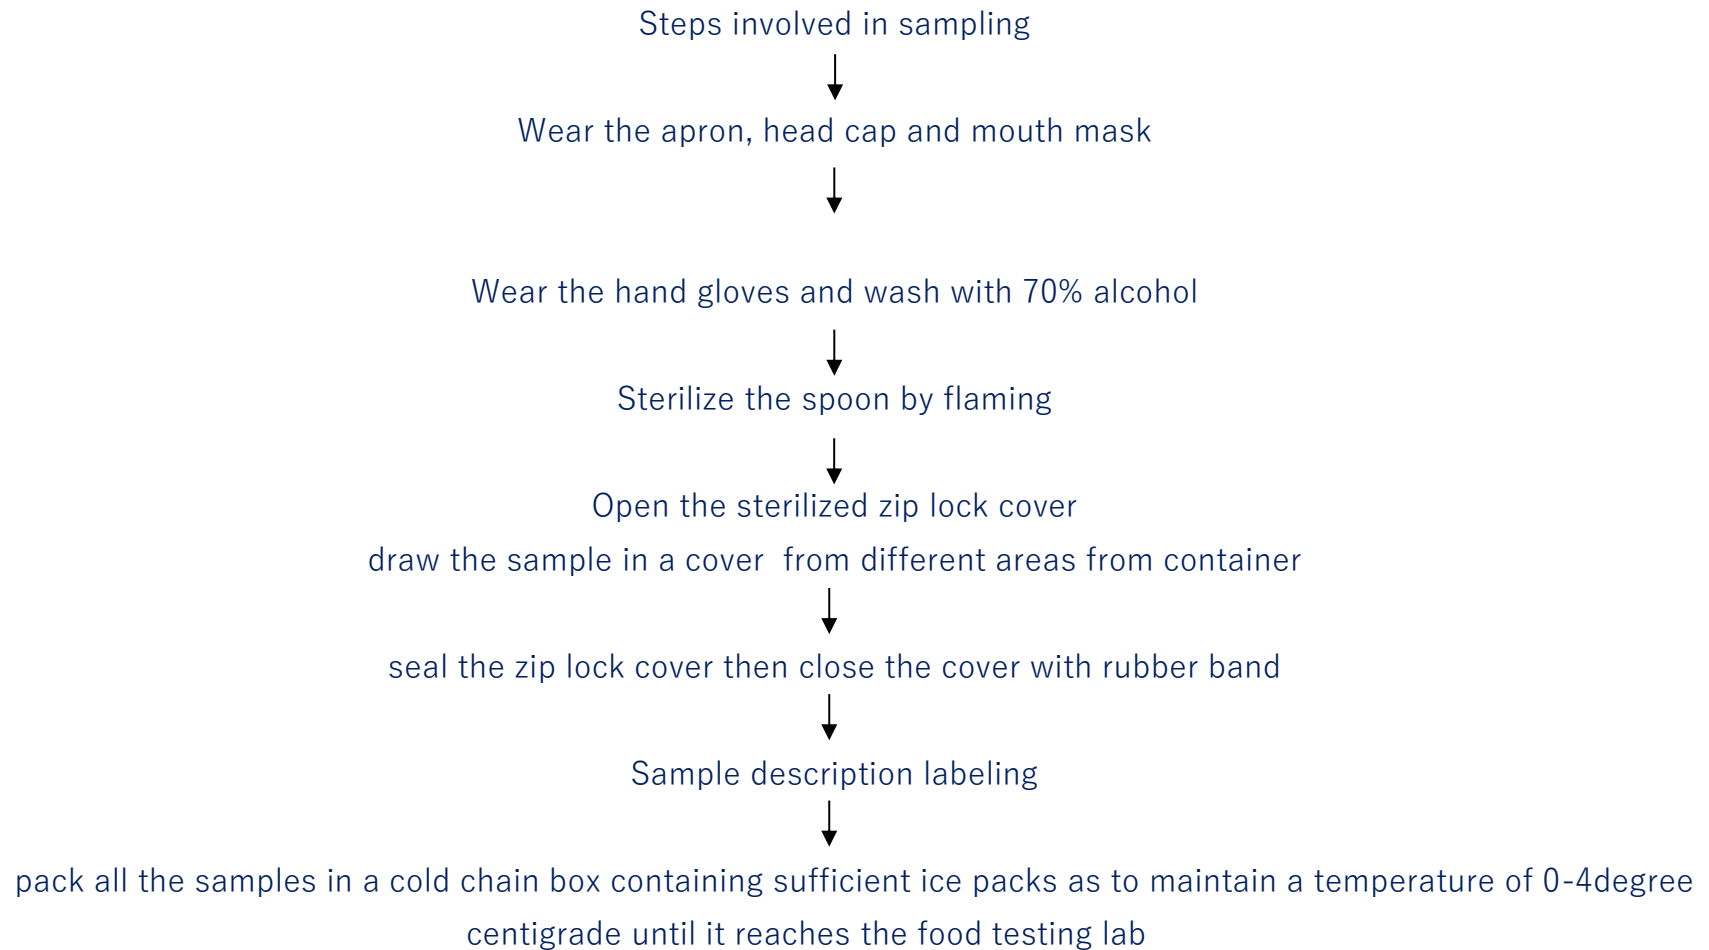 Steps involved in sampling
Wear the apron, head cap and mouth mask
Wear the hand gloves and wash with 70% alcohol
Sterilize the spoon by flaming
Open the sterilized zip lock cover
draw the sample in a cover  from different areas from container
seal the zip lock cover then close the cover with rubber band
Sample description labeling
pack all the samples in a cold chain box containing sufficient ice packs as to maintain a temperature of 0-4degree
centigrade until it reaches the food testing lab